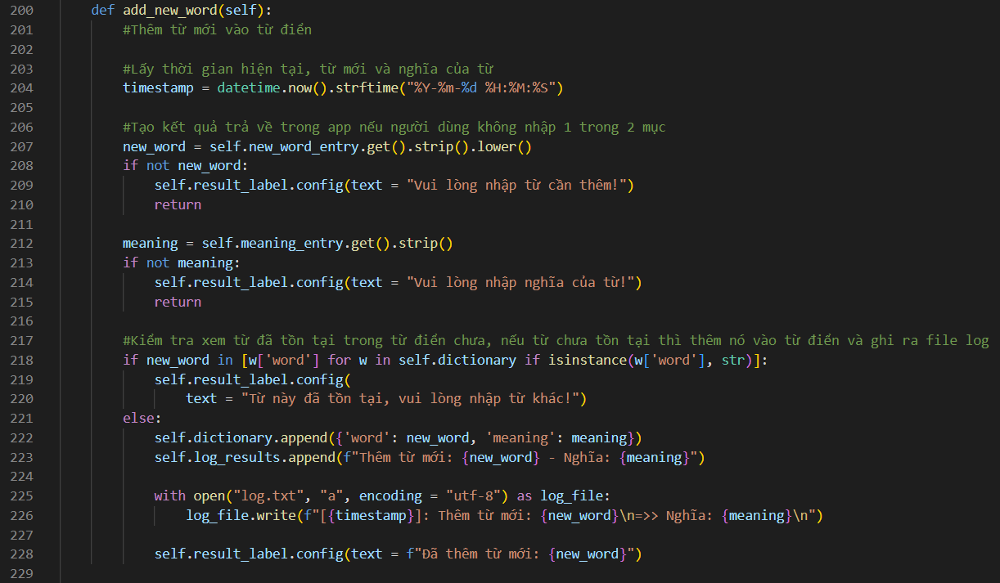 200 def add_new_word(self):
201 #Thêm từ mới vào từ điển
202
203 #Lấy thời gian hiện tại, từ mới và nghĩa của từ
204 timestamp = datetime.now().strftime("%Y-%m-%d %H:%M:%S")
205
206 #Tạo kết quả trả về trong app nếu người dùng không nhập 1 trong 2 mục
207 new_word = self.new_word_entry.get().strip().lower()
208 if not new_word:
209 self.result_label.config(text = "Vui lòng nhập từ cần thêm!")
210 return
211
212 meaning = self.meaning_entry.get().strip()
213 if not meaning:
214 self.result_label.config(text = "Vui lòng nhập nghĩa của từ!")
215 return
216
217 #Kiểm tra xem từ đã tồn tại trong từ điển chưa, nếu từ chưa tồn tại thì thêm nó vào từ điển và ghi ra file log
218 if new_word in [w['word'] for w in self.dictionary if isinstance(w['word'], str)]:
219 self.result_label.config(
220 text = "Từ này đã tồn tại, vui lòng nhập từ khác!")
221 else:
222 self.dictionary.append({'word': new_word, 'meaning': meaning})
223 self.log_results.append(f"Thêm từ mới: {new_word} - Nghĩa: {meaning}")
224
225 with open("log.txt", "a", encoding = "utf-8") as log_file:
226 log_file.write(f"[{timestamp}]: Thêm từ mới: {new_word}\n=>> Nghĩa: {meaning}\n")
227
228 self.result_label.config(text = f"Đã thêm từ mới: {new_word}")
229